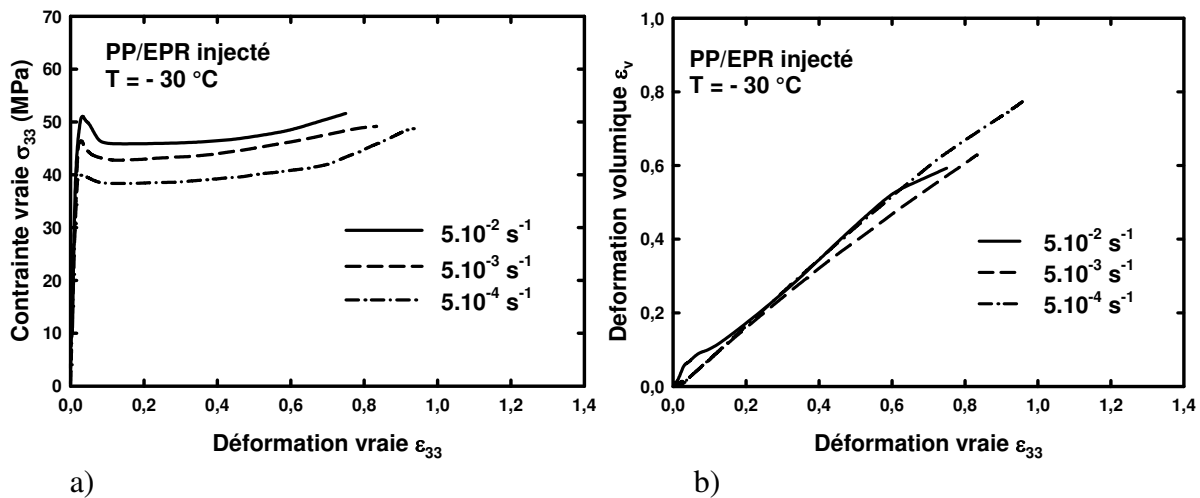 70
60
50
40
30
20
10
0
Contrainte vraie σ33 (MPa)
PP/EPR injecté
T = - 30 °C
5.10-2 s-1
5.10-3 s-1
5.10-4 s-1
0,0 0,2 0,4 0,6 0,8 1,0 1,2 1,4
Déformation vraie ε33
a)
1,0
0,8
0,6
0,4
0,2
0,0
Deformation volumique εv
PP/EPR injecté
T = - 30 °C
5.10-2 s-1
5.10-3 s-1
5.10-4 s-1
0,0 0,2 0,4 0,6 0,8 1,0 1,2 1,4
Déformation vraie ε33
b)